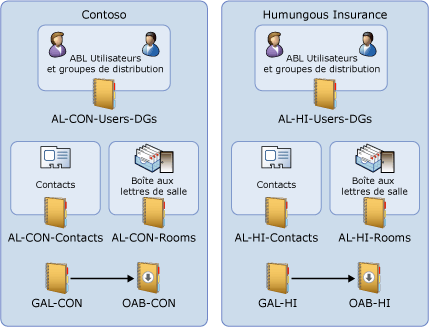 Contoso
ABL Utilisateurs
et groupes de distribution
AL-CON-Users-DGs
Contacts
Boîte aux
lettres de salle
AL-CON-Contacts
AL-CON-Rooms
GAL-CON
OAB-CON
Humungous Insurance
ABL Utilisateurs
et groupes de distribution
AL-HI-Users-DGs
Contacts
Boîte aux
lettres de salle
AL-HI-Contacts
AL-HI-Rooms
GAL-HI
OAB-HI